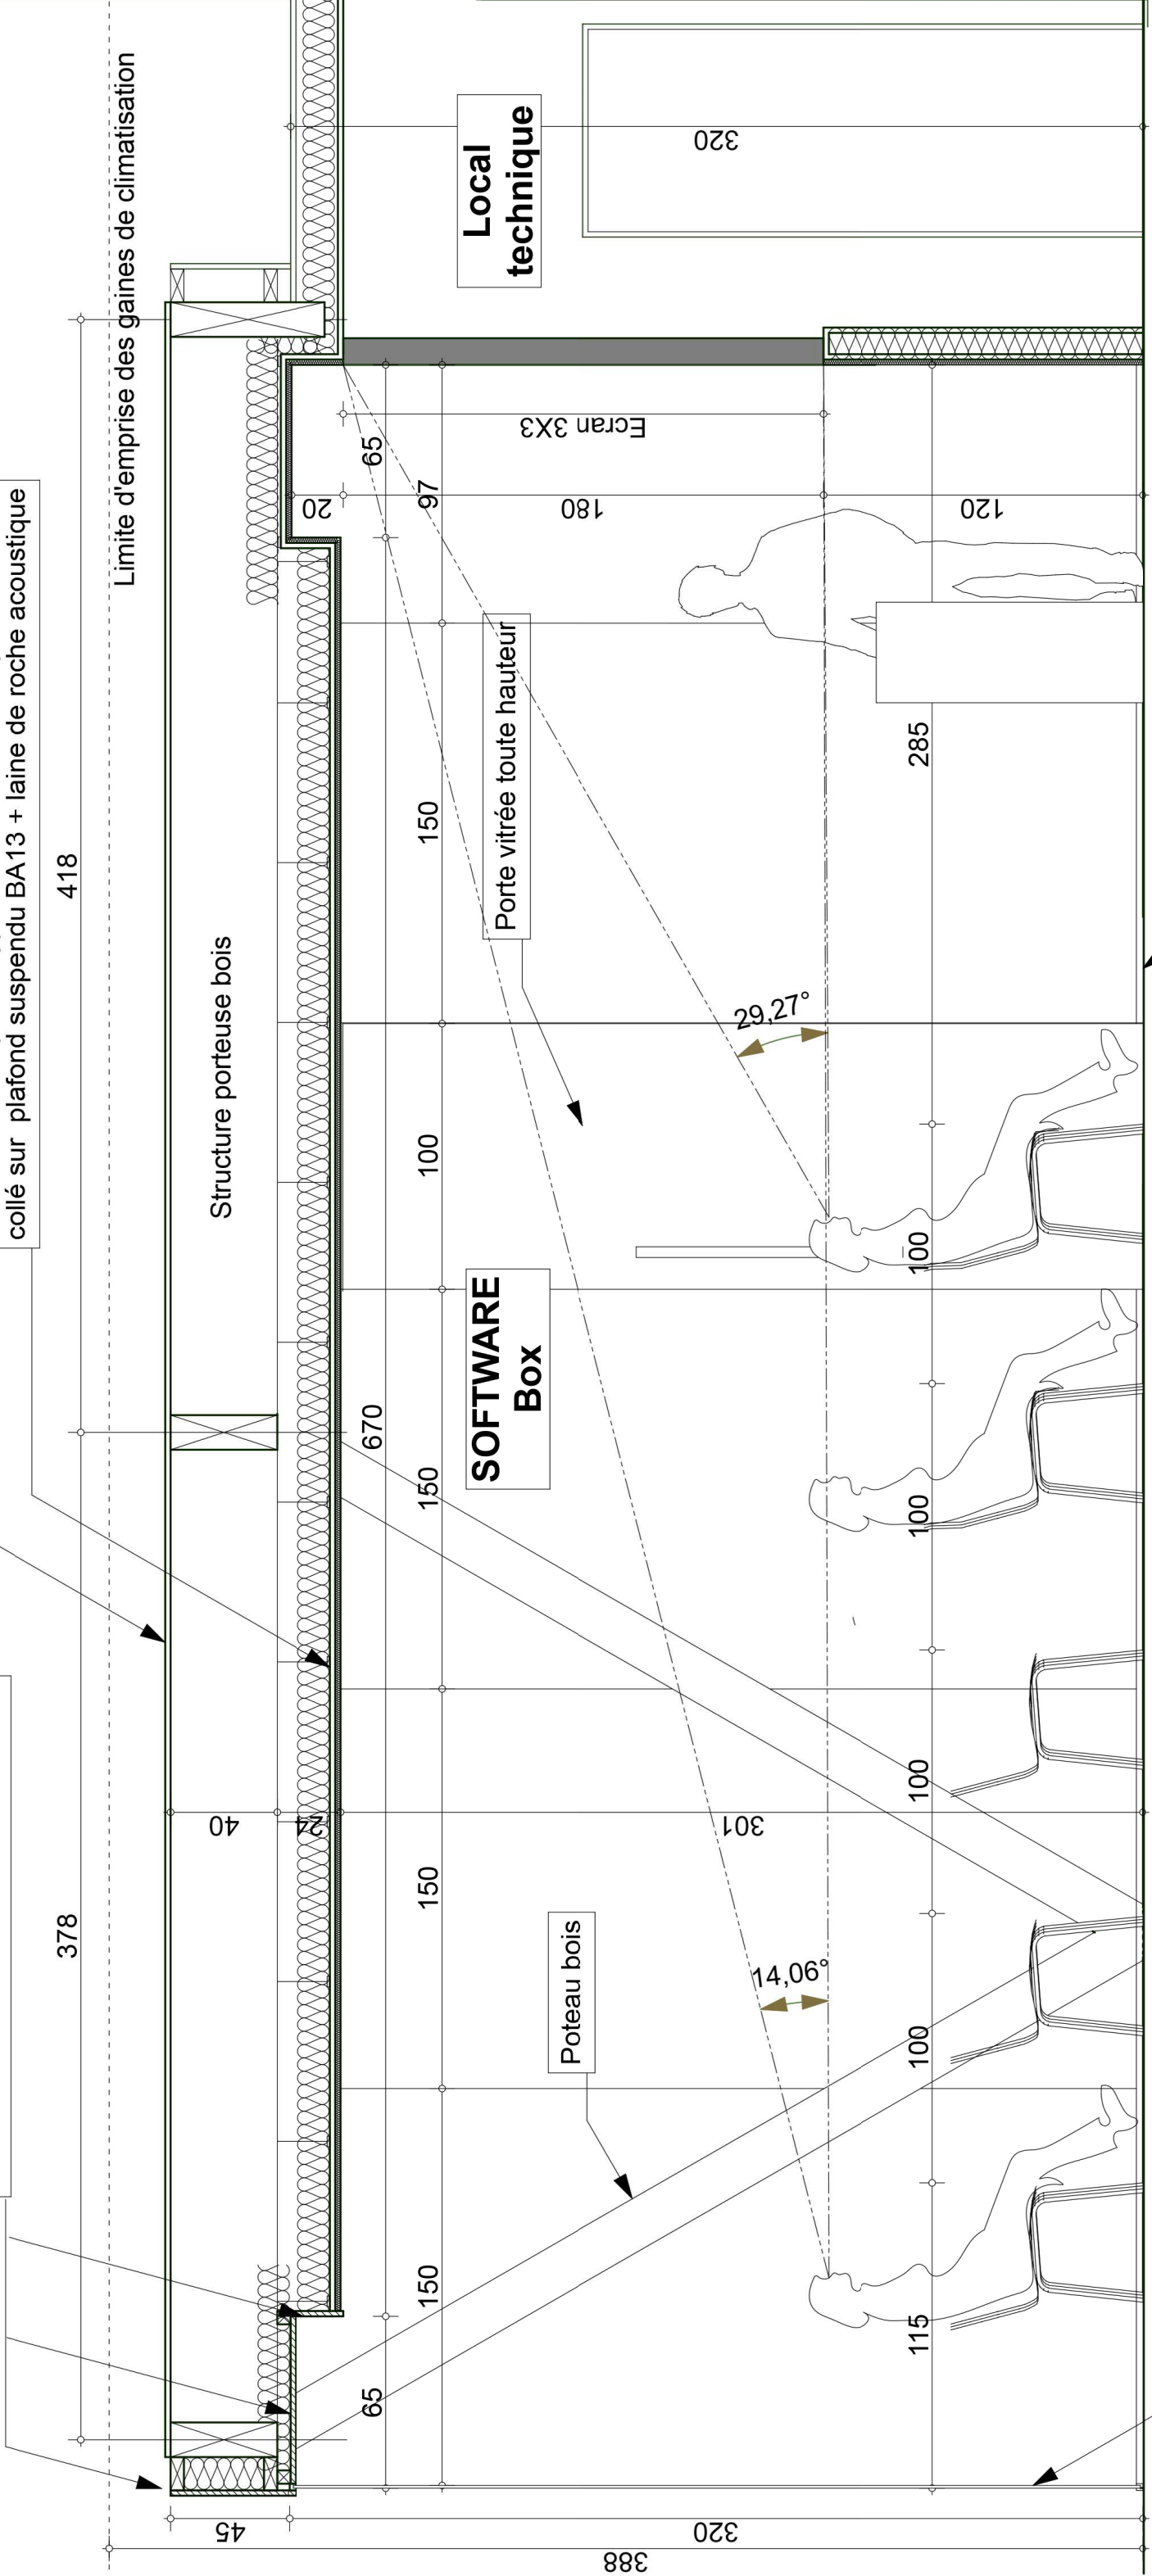 collé sur plafond suspendu BA13 + laine de roche acoustique
Limite d'emprise des gaines de climatisation
378
418
Structure porteuse bois
40
24
45
320
388
65
670
65
150
150
150
100
150
97
20
180
120
Ecran 3X3
301
Local
technique
320
Porte vitrée toute hauteur
SOFTWARE
Box
Poteau bois
14,06°
29,27°
115
100
100
100
100
285